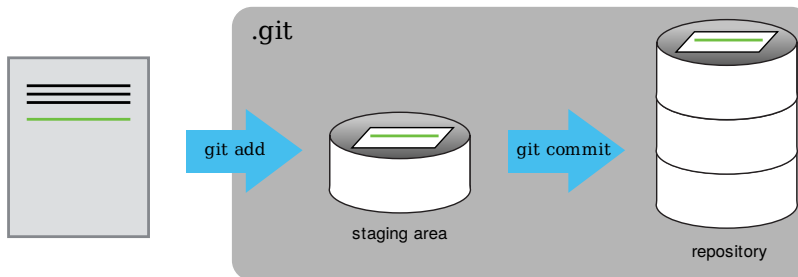 .git
git add
git commit
staging area
repository